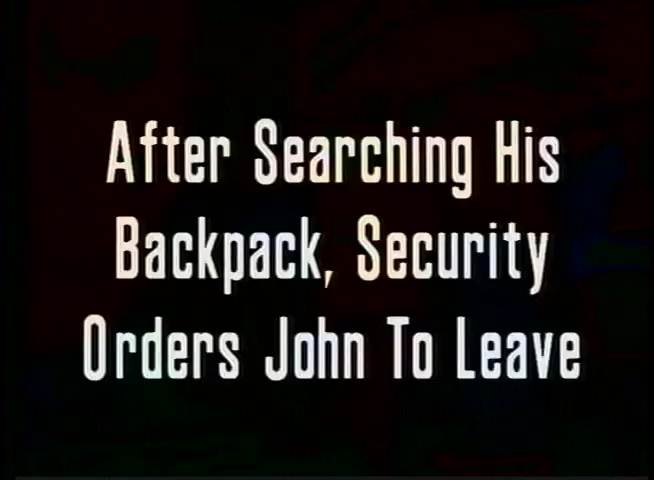 After Searching His
Backpack, Security
Orders John To Leave